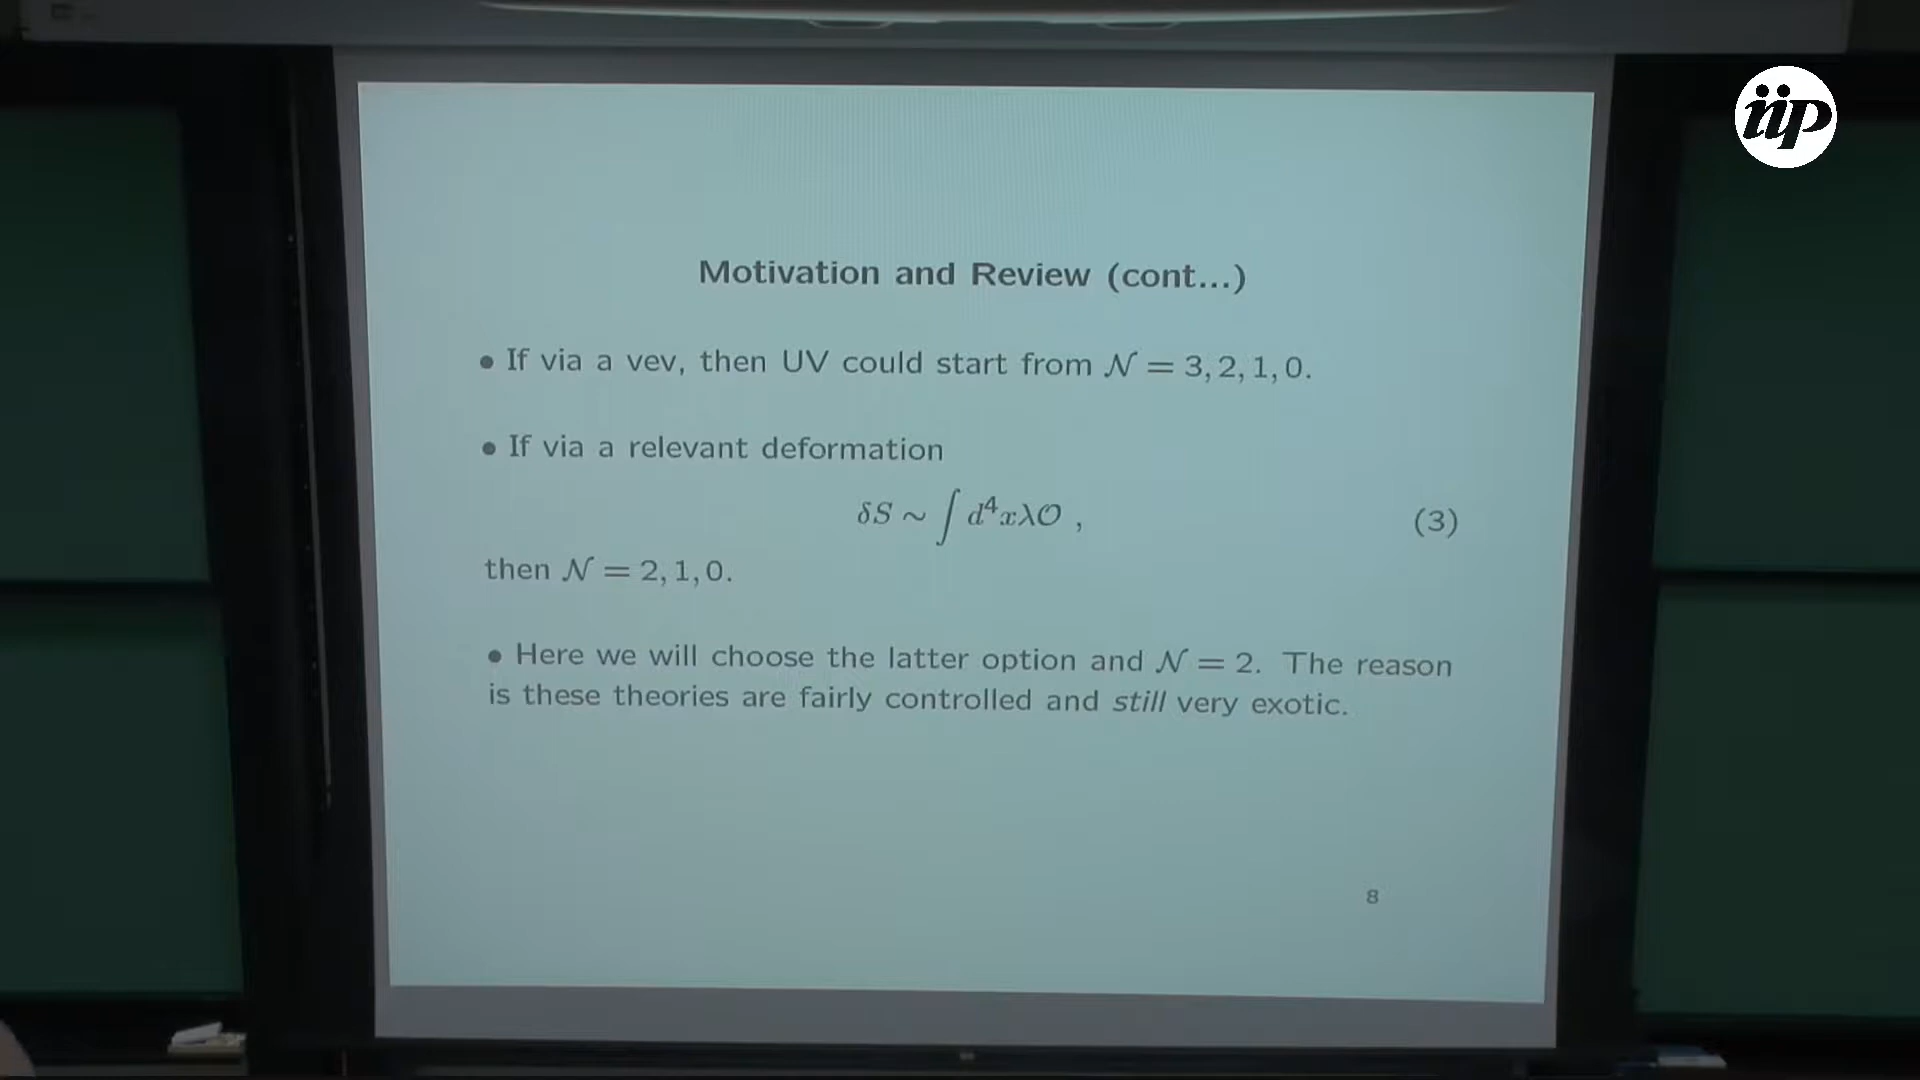 iip
Motivation and Review (cont...)
• If via a vev, then UV could start from 𝒩 = 3, 2, 1, 0.
• If via a relevant deformation
δS ∼ ∫ d⁴xλ𝒪 ,
(3)
then 𝒩 = 2, 1, 0.
• Here we will choose the latter option and 𝒩 = 2. The reason
is these theories are fairly controlled and still very exotic.
8